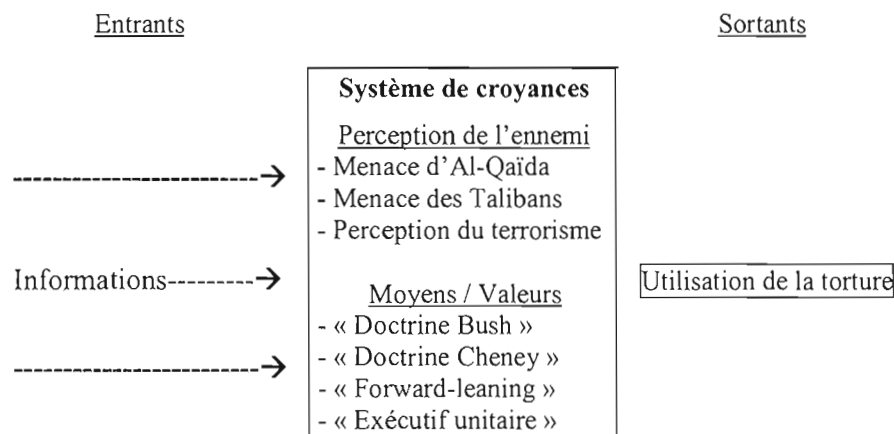 Entrants
Sortants
Système de croyances
Perception de l'ennemi
- Menace d'Al-Qaïda
- Menace des Talibans
- Perception du terrorisme
Informations
Utilisation de la torture
Moyens / Valeurs
- « Doctrine Bush »
- « Doctrine Cheney »
- « Forward-leaning »
- « Exécutif unitaire »